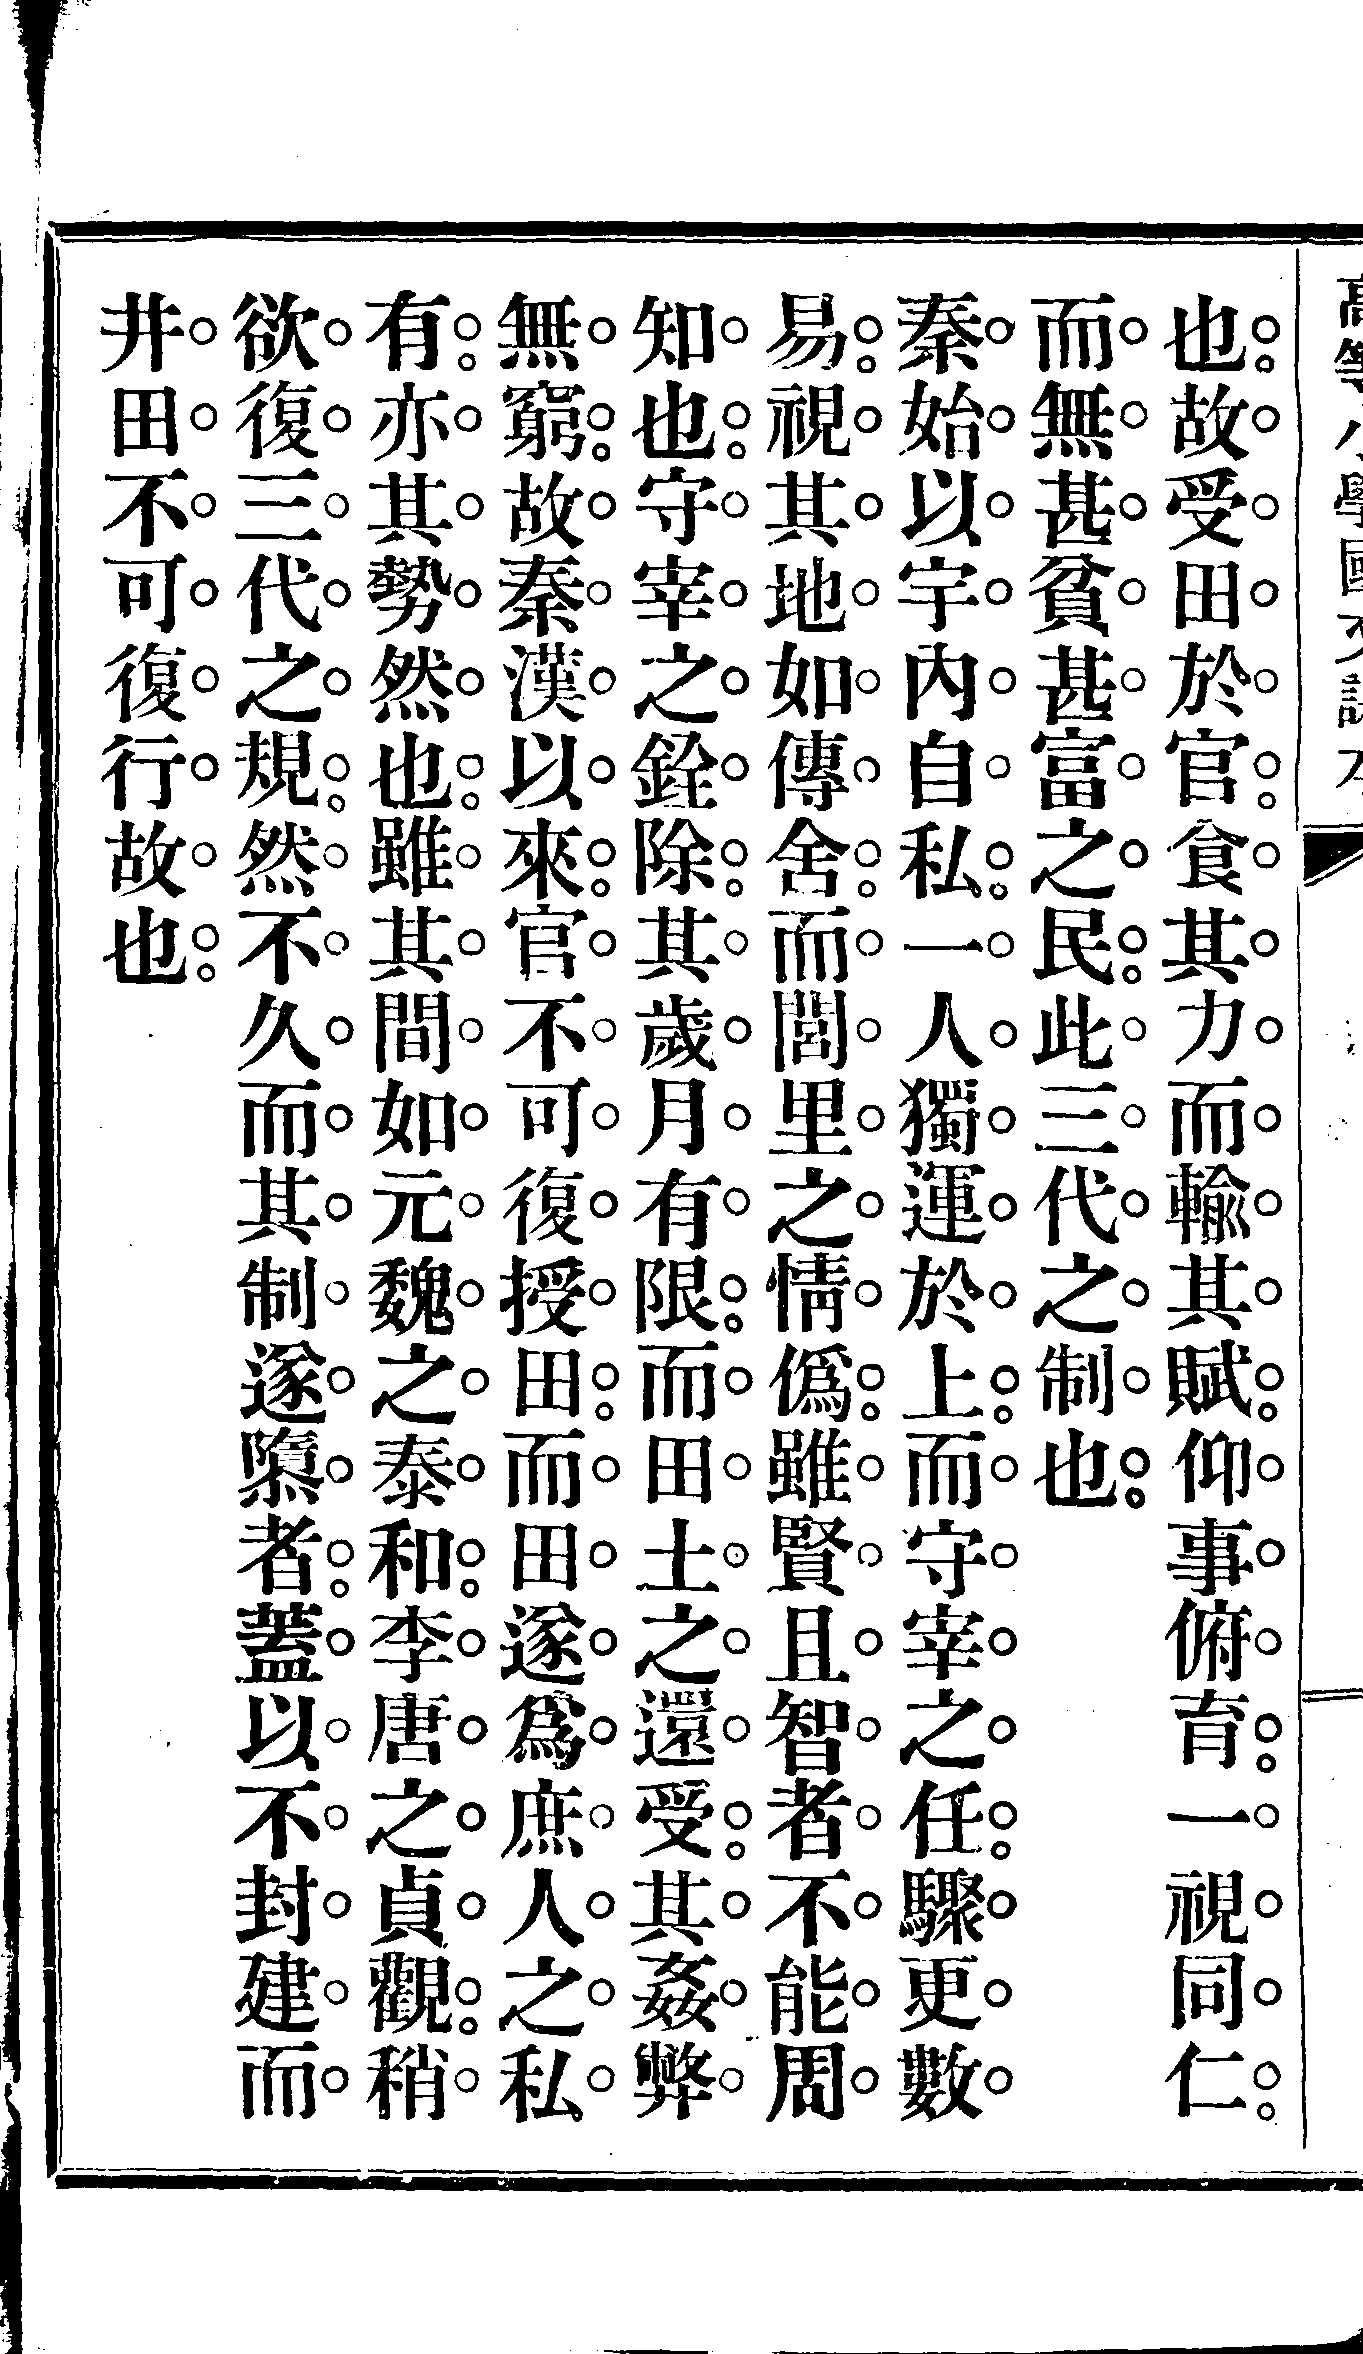 高等小學國文讀本
也。故受田於官。食其力而輸其賦。仰事俯育。一視同仁。
而無甚貧甚富之民。此三代之制也。
秦始以宇內自私。一人獨運於上。而守宰之任。驟更數
易。視其地如傳舍。而閭里之情僞。雖賢且智者不能周
知也。守宰之銓除。其歲月有限。而田土之還受。其姦弊
無窮。故秦漢以來。官不可復授田。而田遂爲庶人之私
有。亦其勢然也。雖其間如元魏之泰和。李唐之貞觀。稍
欲復三代之規。然不久而其制遂隳者。蓋以不封建而
井田不可復行故也。